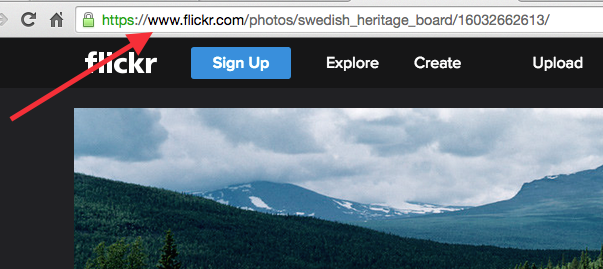 https://www.flickr.com/photos/swedish_heritage_board/16032662613/
flickr Sign Up Explore Create Upload